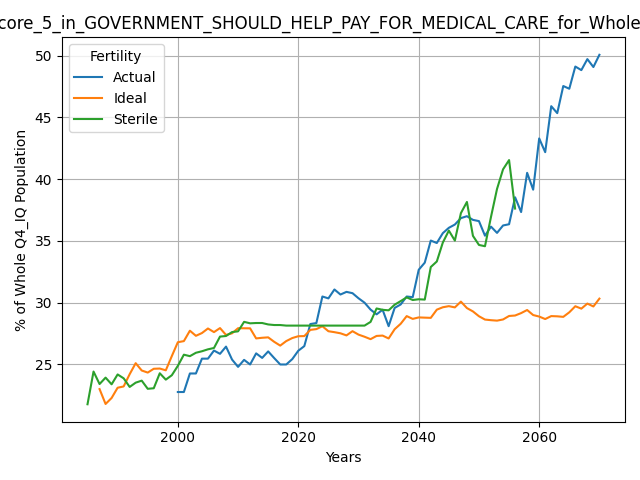 core_5_in_GOVERNMENT_SHOULD_HELP_PAY_FOR_MEDICAL_CARE_for_Whole
Fertility
Actual
Ideal
Sterile
% of Whole Q4_IQ Population
50
45
40
35
30
25
2000
2020
2040
2060
Years